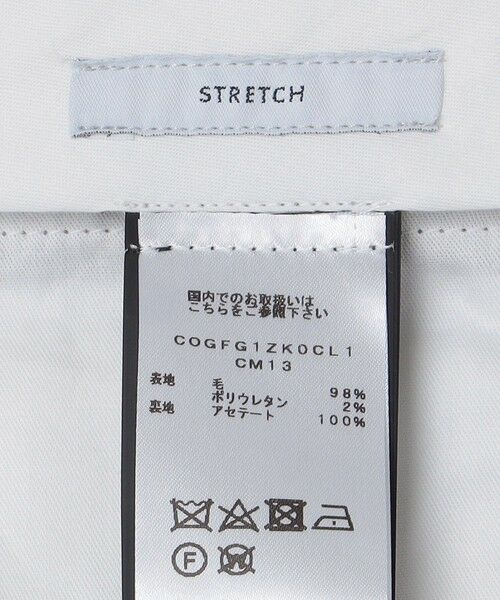 STRETCH
国内でのお取扱いは
こちらをご参照下さい
COGFG1ZK0CL1
CM13
表地 毛 98%
ポリウレタン 2%
裏地 アセテート 100%
F W